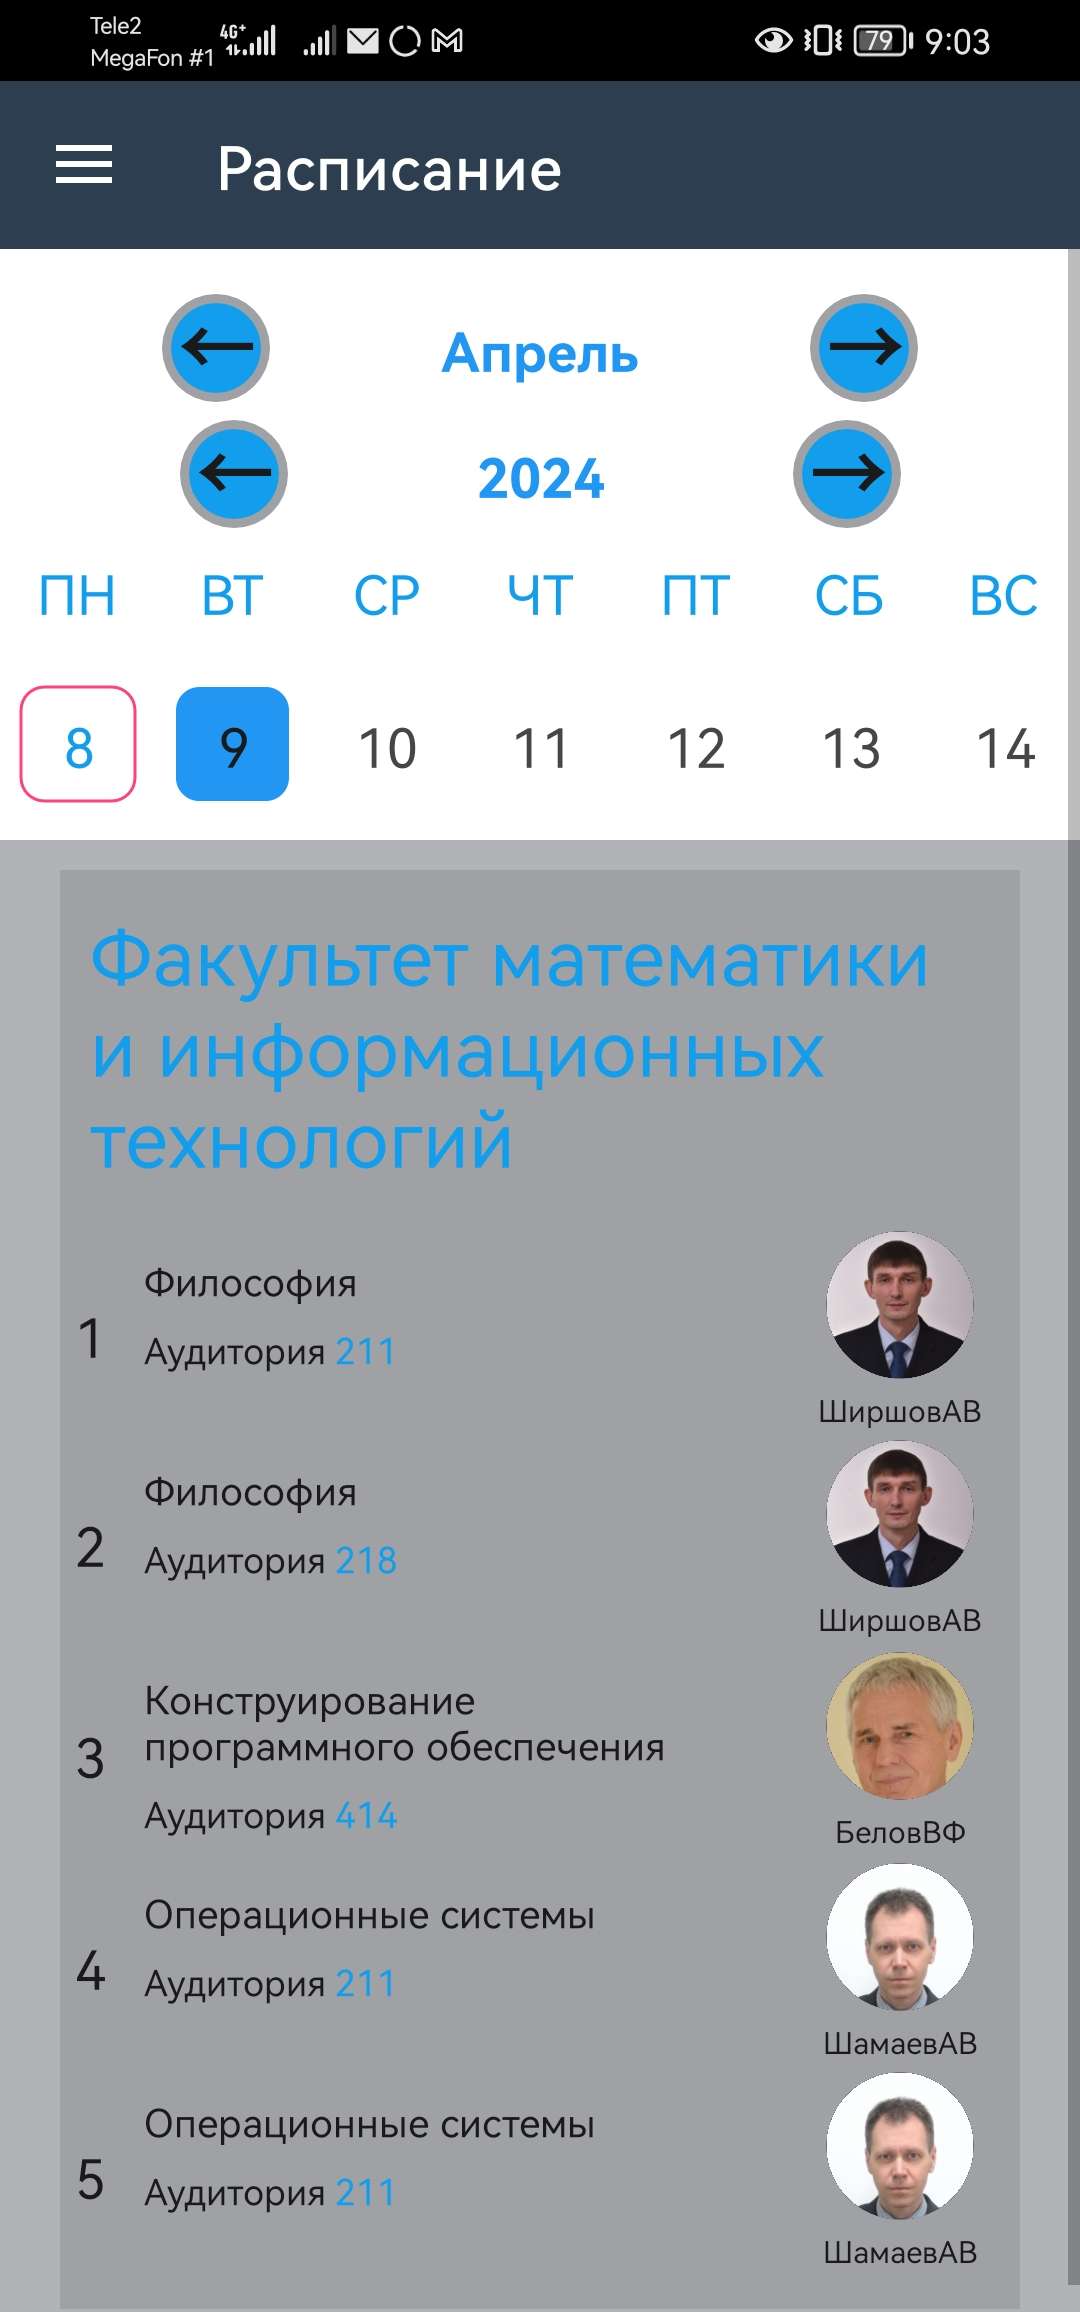 Tele2
MegaFon #1
4G+
79
9:03
Расписание
Апрель
2024
ПН ВТ СР ЧТ ПТ СБ ВС
8 9 10 11 12 13 14
Факультет математики
и информационных
технологий
1
Философия
Аудитория 211
ШиршовАВ
2
Философия
Аудитория 218
ШиршовАВ
3
Конструирование
программного обеспечения
Аудитория 414
БеловВФ
4
Операционные системы
Аудитория 211
ШамаевАВ
5
Операционные системы
Аудитория 211
ШамаевАВ